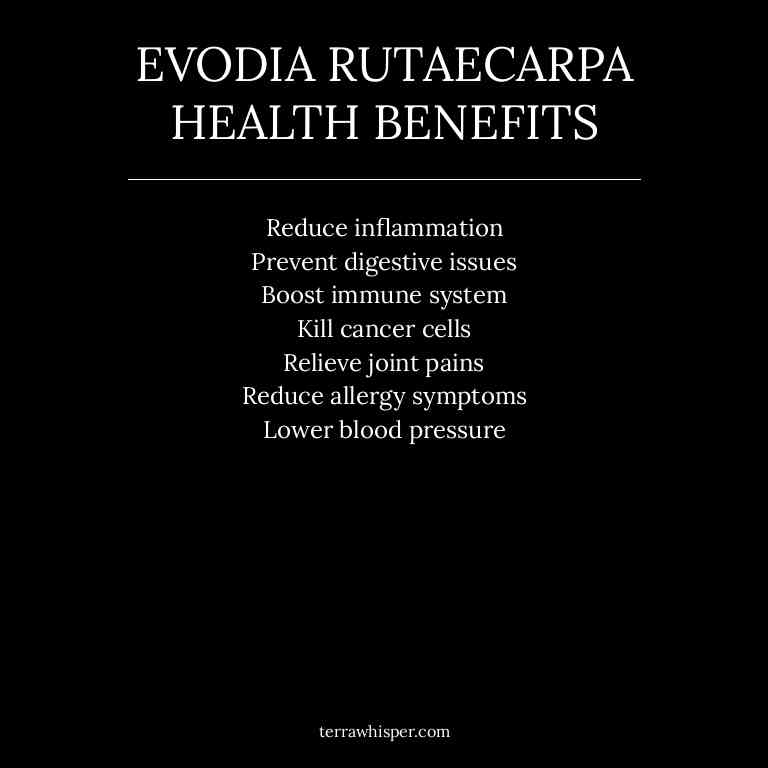 EVODIA RUTAECARPA
HEALTH BENEFITS
Reduce inflammation
Prevent digestive issues
Boost immune system
Kill cancer cells
Relieve joint pains
Reduce allergy symptoms
Lower blood pressure
terrawhisper.com